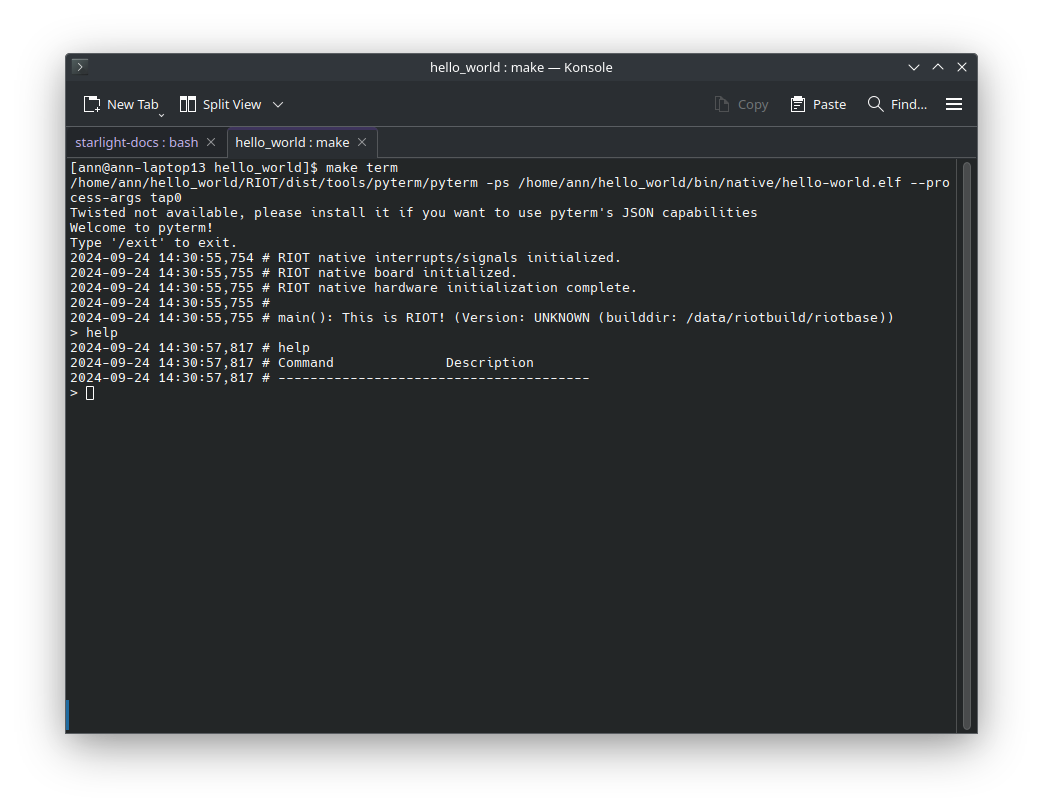 hello_world : make — Konsole
New Tab
Split View
Copy
Paste
Find...
starlight-docs : bash
hello_world : make
[ann@ann-laptop13 hello_world]$ make term
/home/ann/hello_world/RIOT/dist/tools/pyterm/pyterm -ps /home/ann/hello_world/bin/native/hello-world.elf --pro
cess-args tap0
Twisted not available, please install it if you want to use pyterm's JSON capabilities
Welcome to pyterm!
Type '/exit' to exit.
2024-09-24 14:30:55,754 # RIOT native interrupts/signals initialized.
2024-09-24 14:30:55,755 # RIOT native board initialized.
2024-09-24 14:30:55,755 # RIOT native hardware initialization complete.
2024-09-24 14:30:55,755 #
2024-09-24 14:30:55,755 # main(): This is RIOT! (Version: UNKNOWN (builddir: /data/riotbuild/riotbase))
> help
2024-09-24 14:30:57,817 # help
2024-09-24 14:30:57,817 # Command              Description
2024-09-24 14:30:57,817 # ---------------------------------------
>